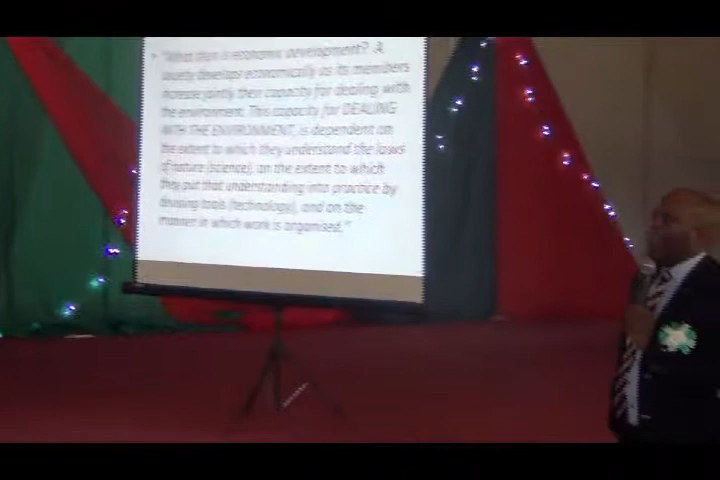 • "What then is economic development? A
society develops economically as its members
increase jointly their capacity for dealing with
the environment. This capacity for DEALING
WITH THE ENVIRONMENT, is dependent on
the extent to which they understand the laws
of nature (science), on the extent to which
they put that understanding into practice by
devising tools (technology), and on the
manner in which work is organised."